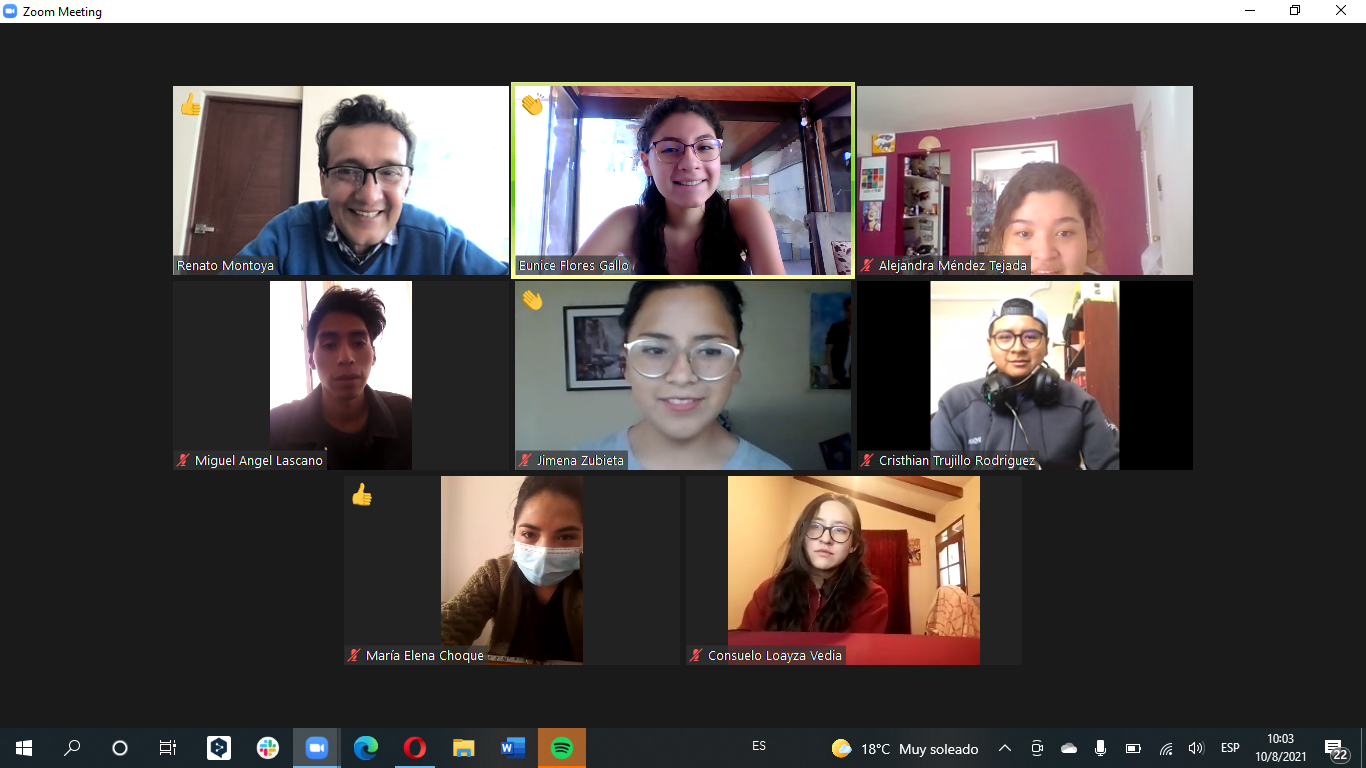 Zoom Meeting
Renato Montoya
Eunice Flores Gallo
Alejandra Méndez Tejada
Miguel Angel Lascano
Jimena Zubieta
Cristhian Trujillo Rodriguez
María Elena Choque
Consuelo Loayza Vedia
ES
18°C Muy soleado
ESP
10:03
10/8/2021
22